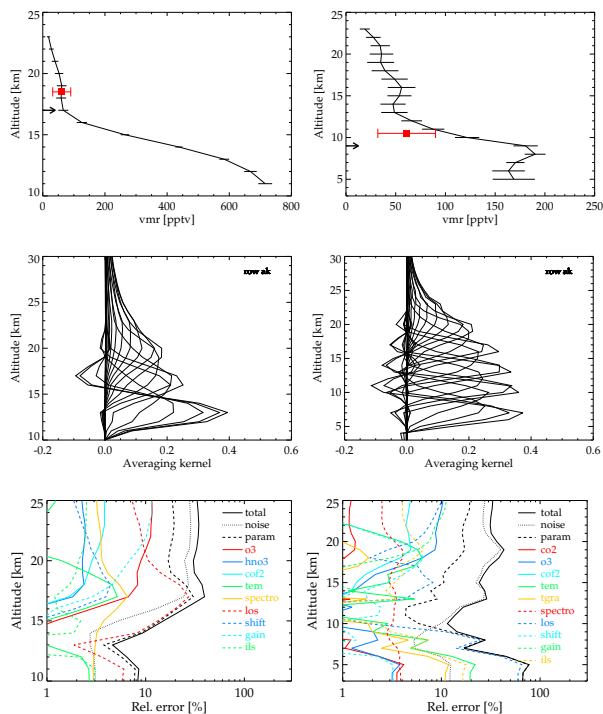 Altitude [km]
20
15
10
0
200
400
600
800
vmr [pptv]
Altitude [km]
25
20
15
10
5
0
50
100
150
200
250
vmr [pptv]
Altitude [km]
30
25
20
15
10
-0.2
0.0
0.2
0.4
0.6
Averaging kernel
row ak
Altitude [km]
30
25
20
15
10
5
-0.2
0.0
0.2
0.4
0.6
Averaging kernel
row ak
Altitude [km]
25
20
15
10
1
10
100
Rel. error [%]
total
noise
param
o3
hno3
cof2
tem
spectro
los
shift
gain
ils
Altitude [km]
25
20
15
10
5
1
10
100
Rel. error [%]
total
noise
param
co2
o3
cof2
tem
tgra
spectro
los
shift
gain
ils